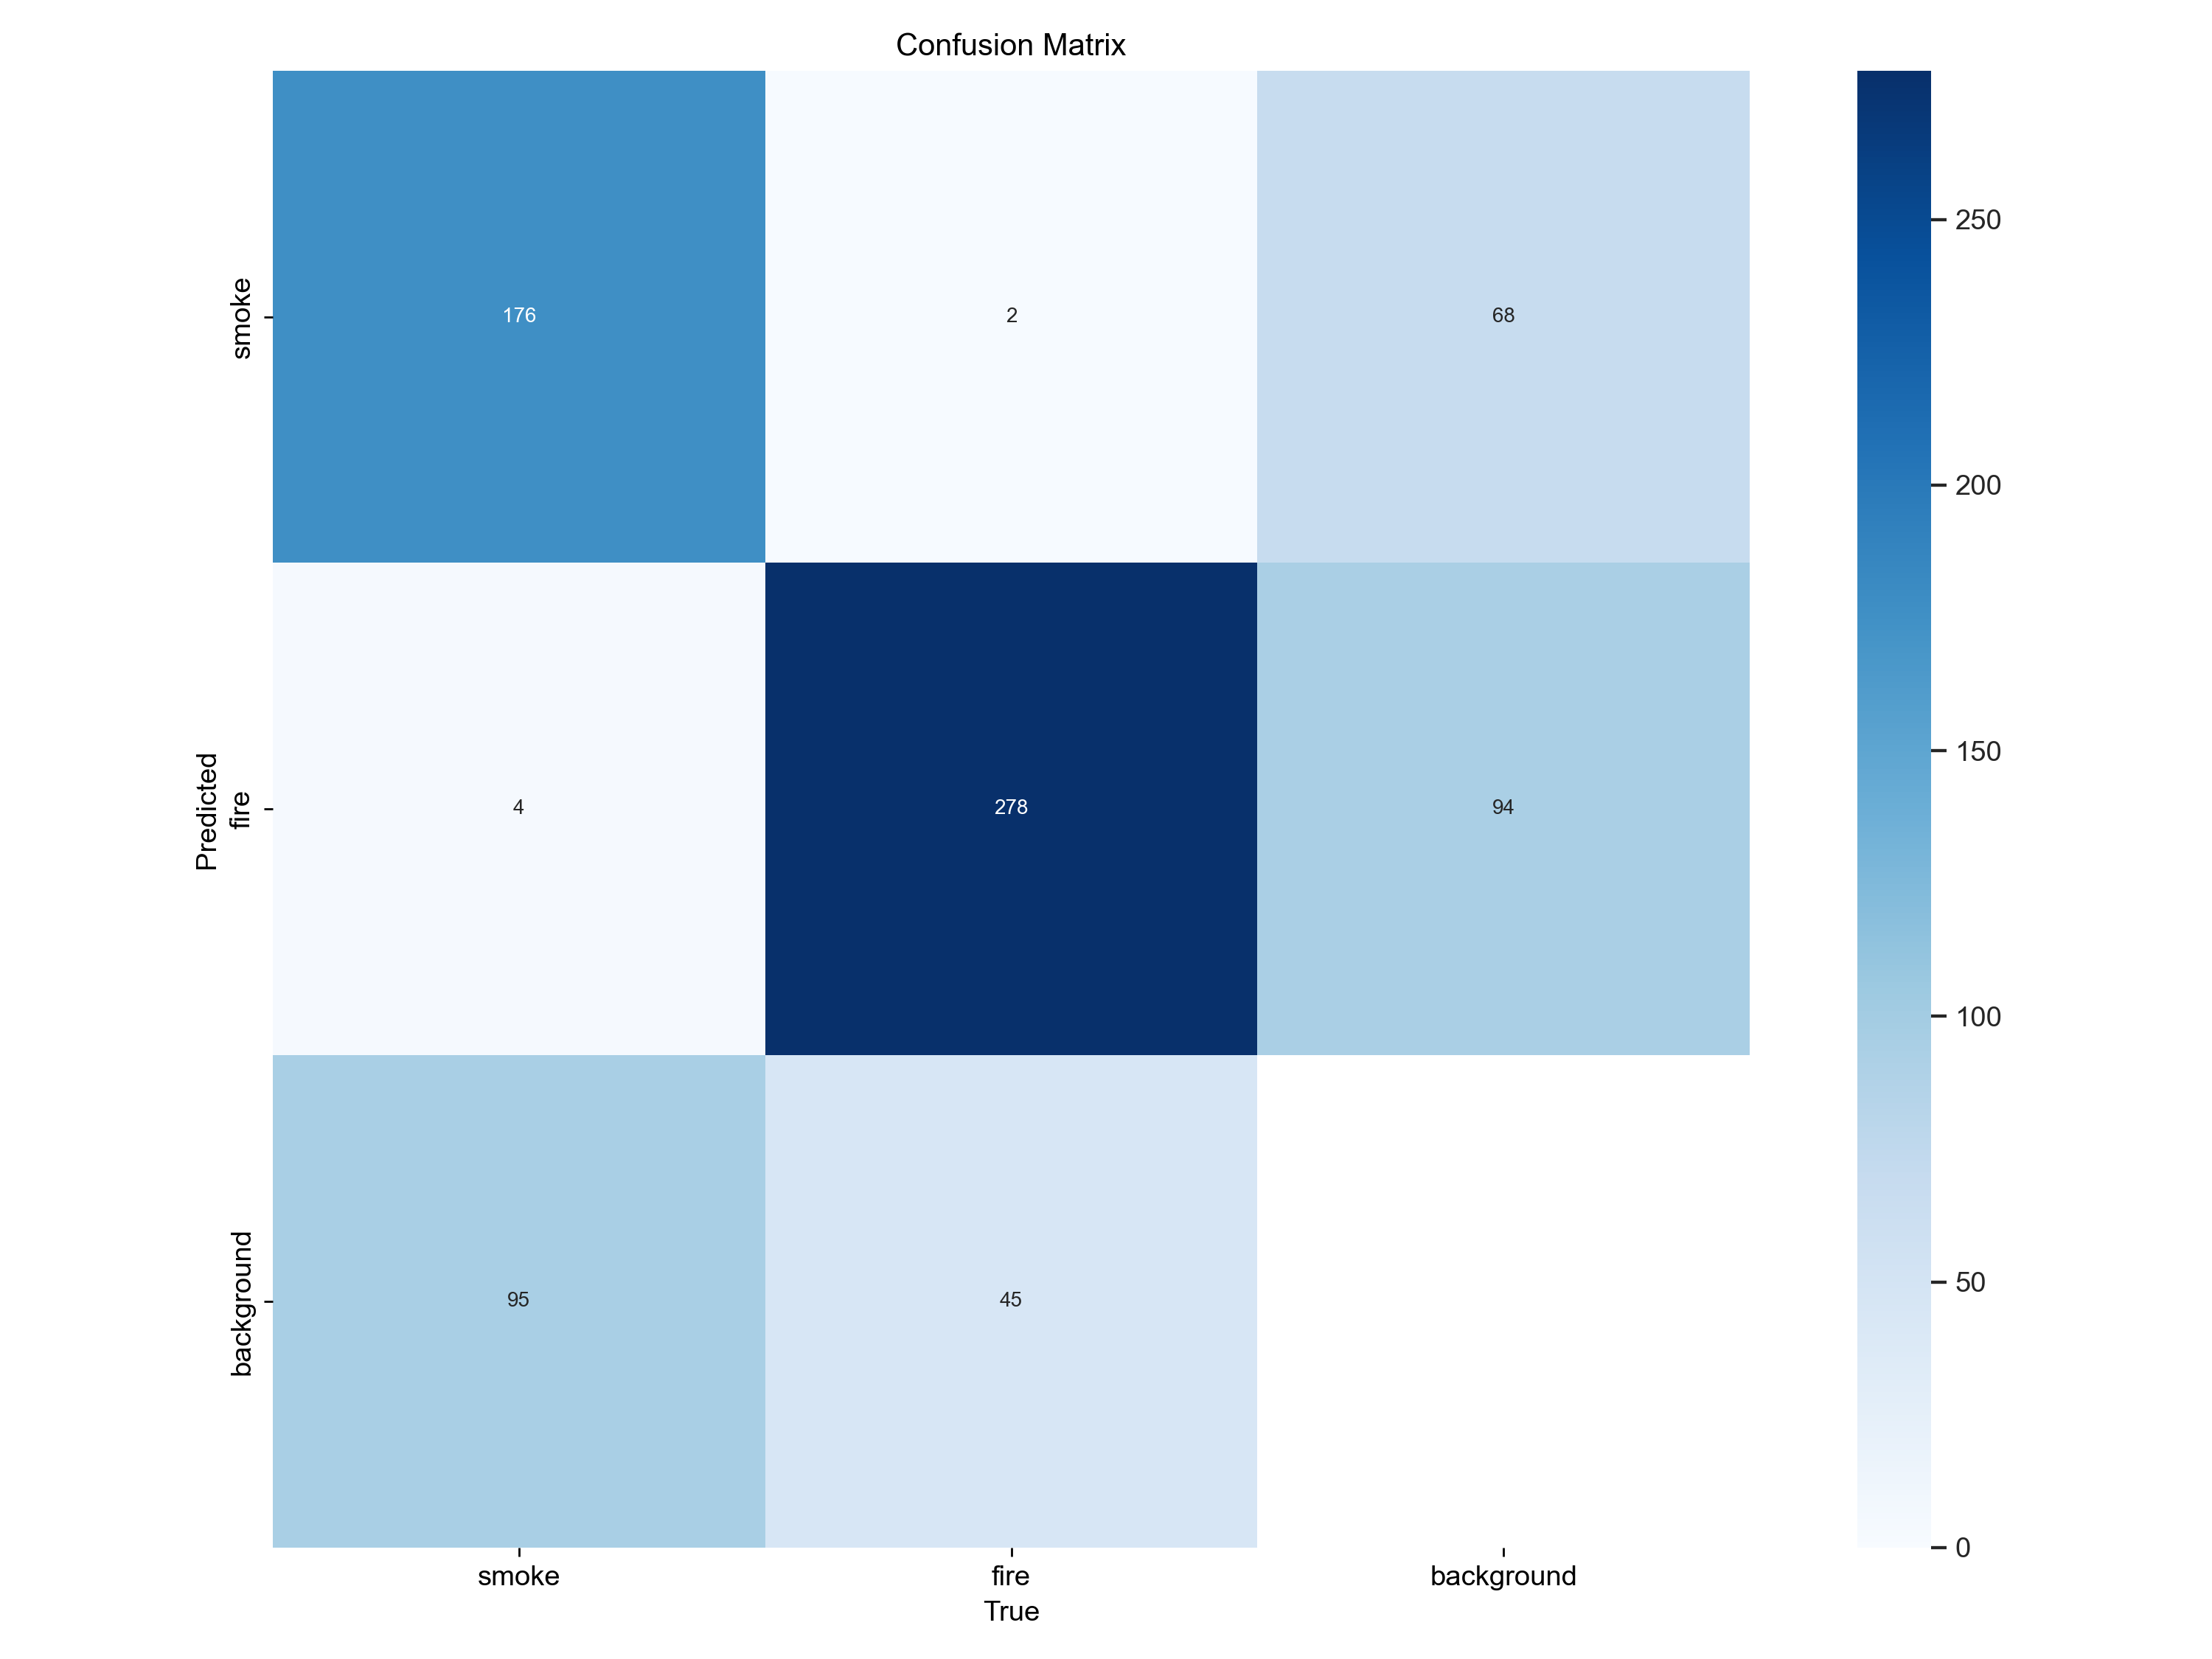 Confusion Matrix
smoke
fire
background
Predicted
176
2
68
4
278
94
95
45
smoke
fire
background
True
250
200
150
100
50
0